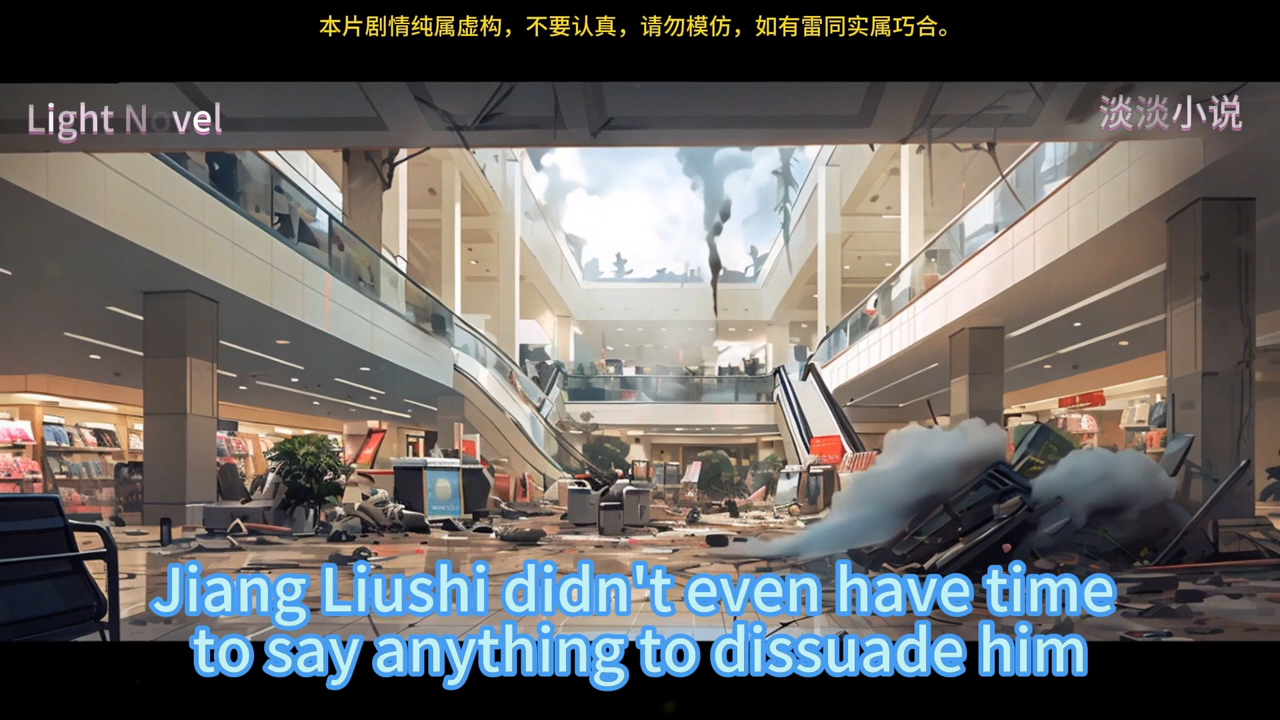 本片剧情纯属虚构，不要认真，请勿模仿，如有雷同实属巧合。
Light Novel
淡淡小说
Jiang Liushi didn't even have time
to say anything to dissuade him